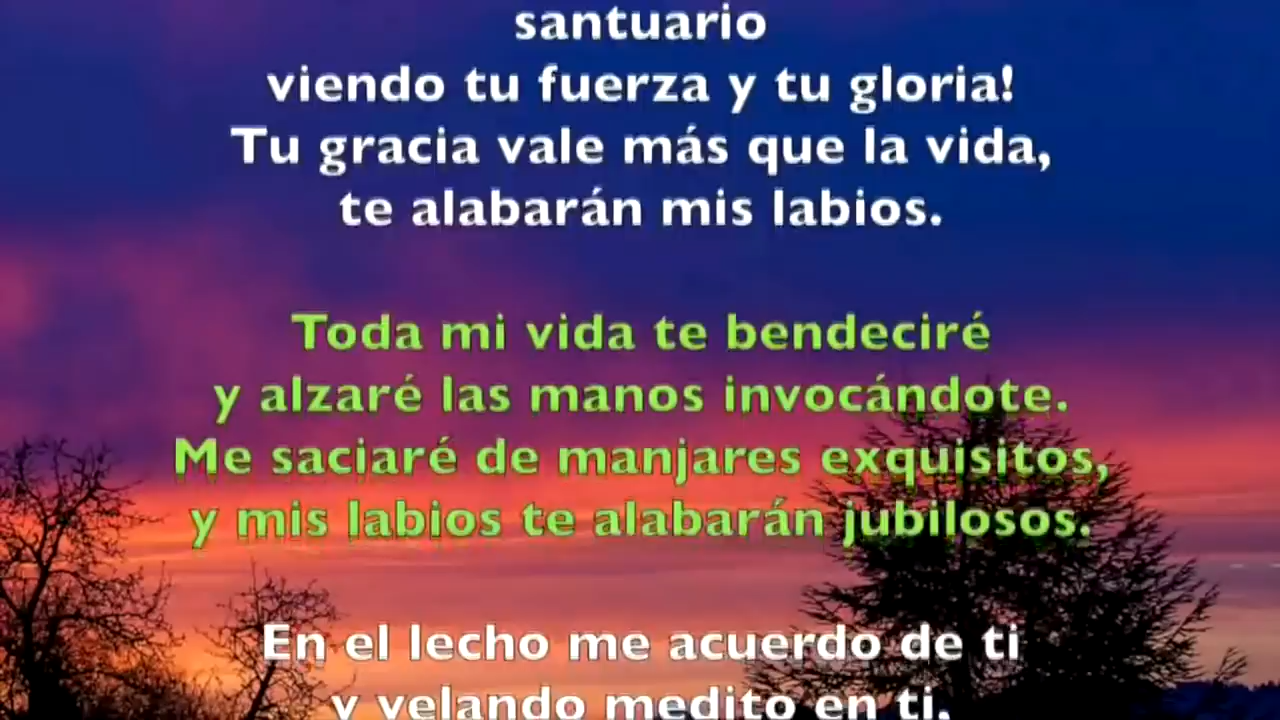 santuario
viendo tu fuerza y tu gloria!
Tu gracia vale más que la vida,
te alabarán mis labios.
Toda mi vida te bendeciré
y alzaré las manos invocándote.
Me saciaré de manjares exquisitos,
y mis labios te alabarán jubilosos.
En el lecho me acuerdo de ti
y velando medito en ti,